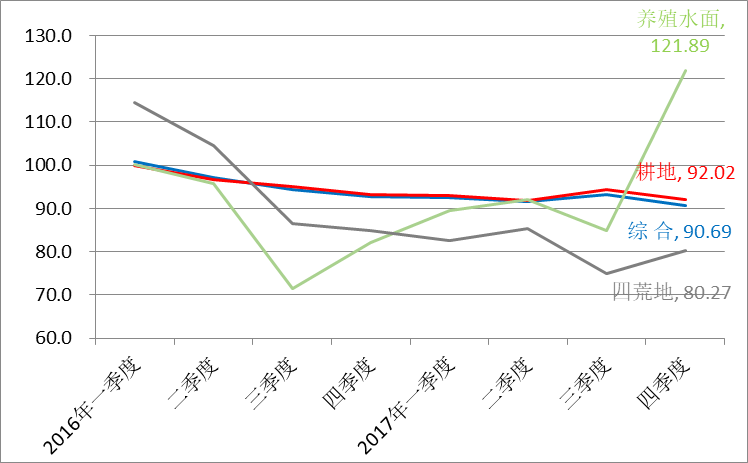 养殖水面,
121.89
130.0
120.0
110.0
100.0
90.0
80.0
70.0
60.0
耕地, 92.02
综 合, 90.69
四荒地, 80.27
2016年一季度
二季度
三季度
四季度
2017年一季度
二季度
三季度
四季度